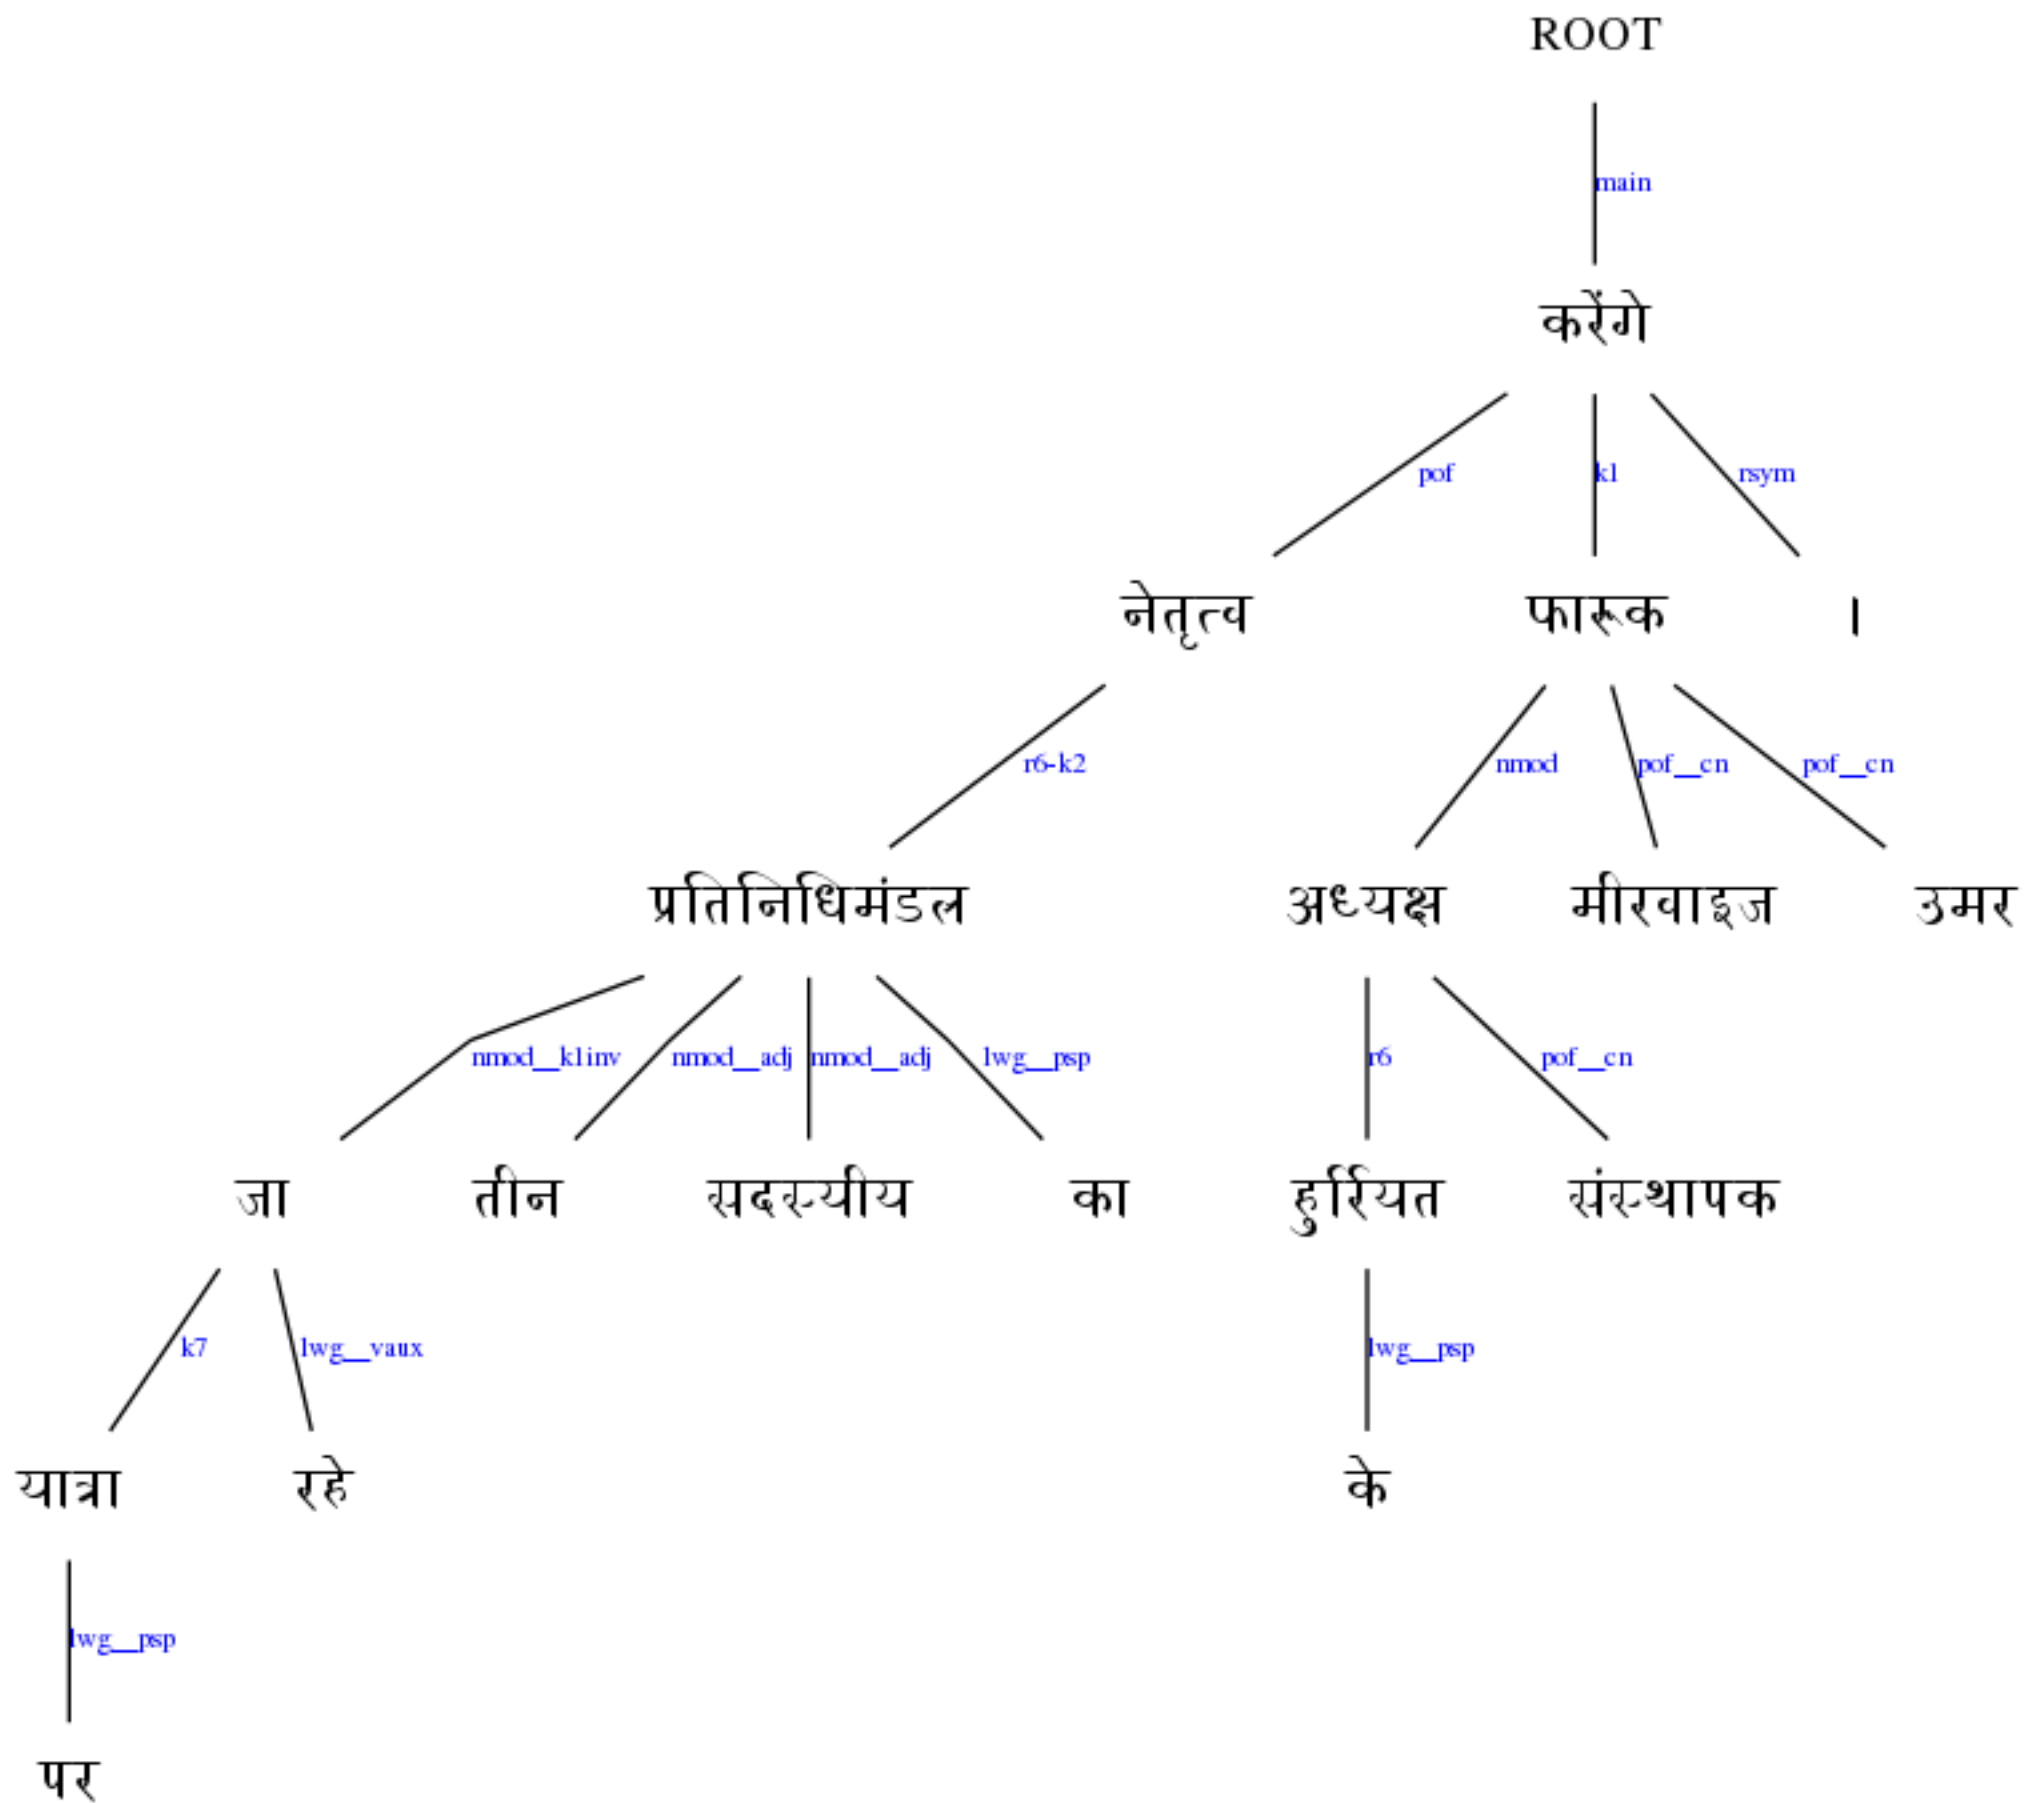 ROOT
main
करेंगे
pof k1 rsym
नेतृत्व फारूक ।
r6-k2 nmod pof__cn pof__cn
प्रतिनिधिमंडल अध्यक्ष मीरवाइज उमर
nmod__k1inv nmod__adj nmod__adj lwg__psp r6 pof__cn
जा तीन सदस्यीय का हुर्रियत संस्थापक
k7 lwg__vaux lwg__psp
यात्रा रहे के
lwg__psp
पर